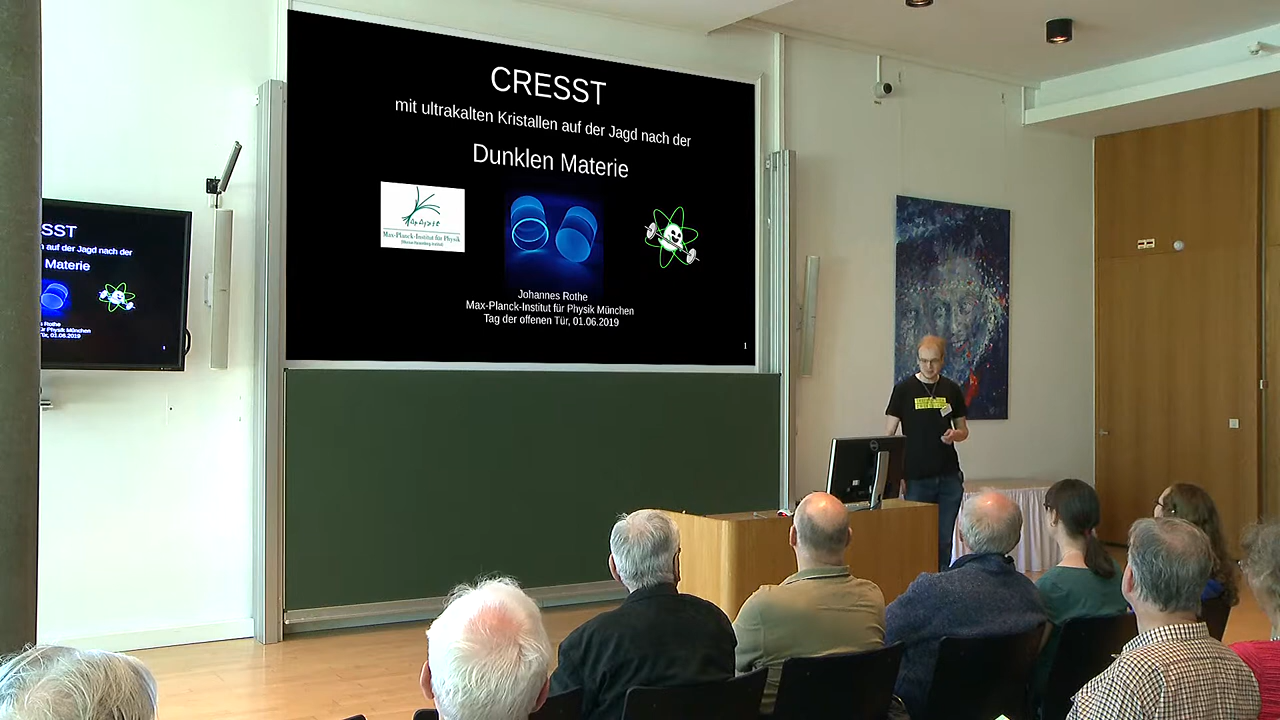 CRESST
mit ultrakalten Kristallen auf der Jagd nach der
Dunklen Materie
Max-Planck-Institut für Physik
Johannes Rothe
Max-Planck-Institut für Physik München
Tag der offenen Tür, 01.06.2019
1
SST
auf der Jagd nach der
Materie
Rothe
für Physik München
Tür, 01.06.2019